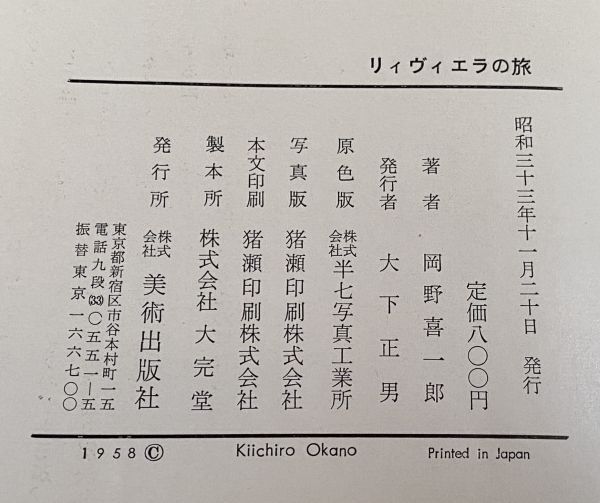 リィヴィエラの旅
昭和三十三年十一月二十日 発行
定価八〇〇円
著者 岡野喜一郎
発行者 大下正男
原色版 株式会社 半七写真工業所
写真版 猪瀬印刷株式会社
本文印刷 猪瀬印刷株式会社
製本所 株式会社 大完堂
発行所 株式会社 美術出版社
東京都新宿区市谷本村町一五
電話九段(33)〇五五一—五
振替東京一六六七〇〇
1958 © Kiichiro Okano Printed in Japan